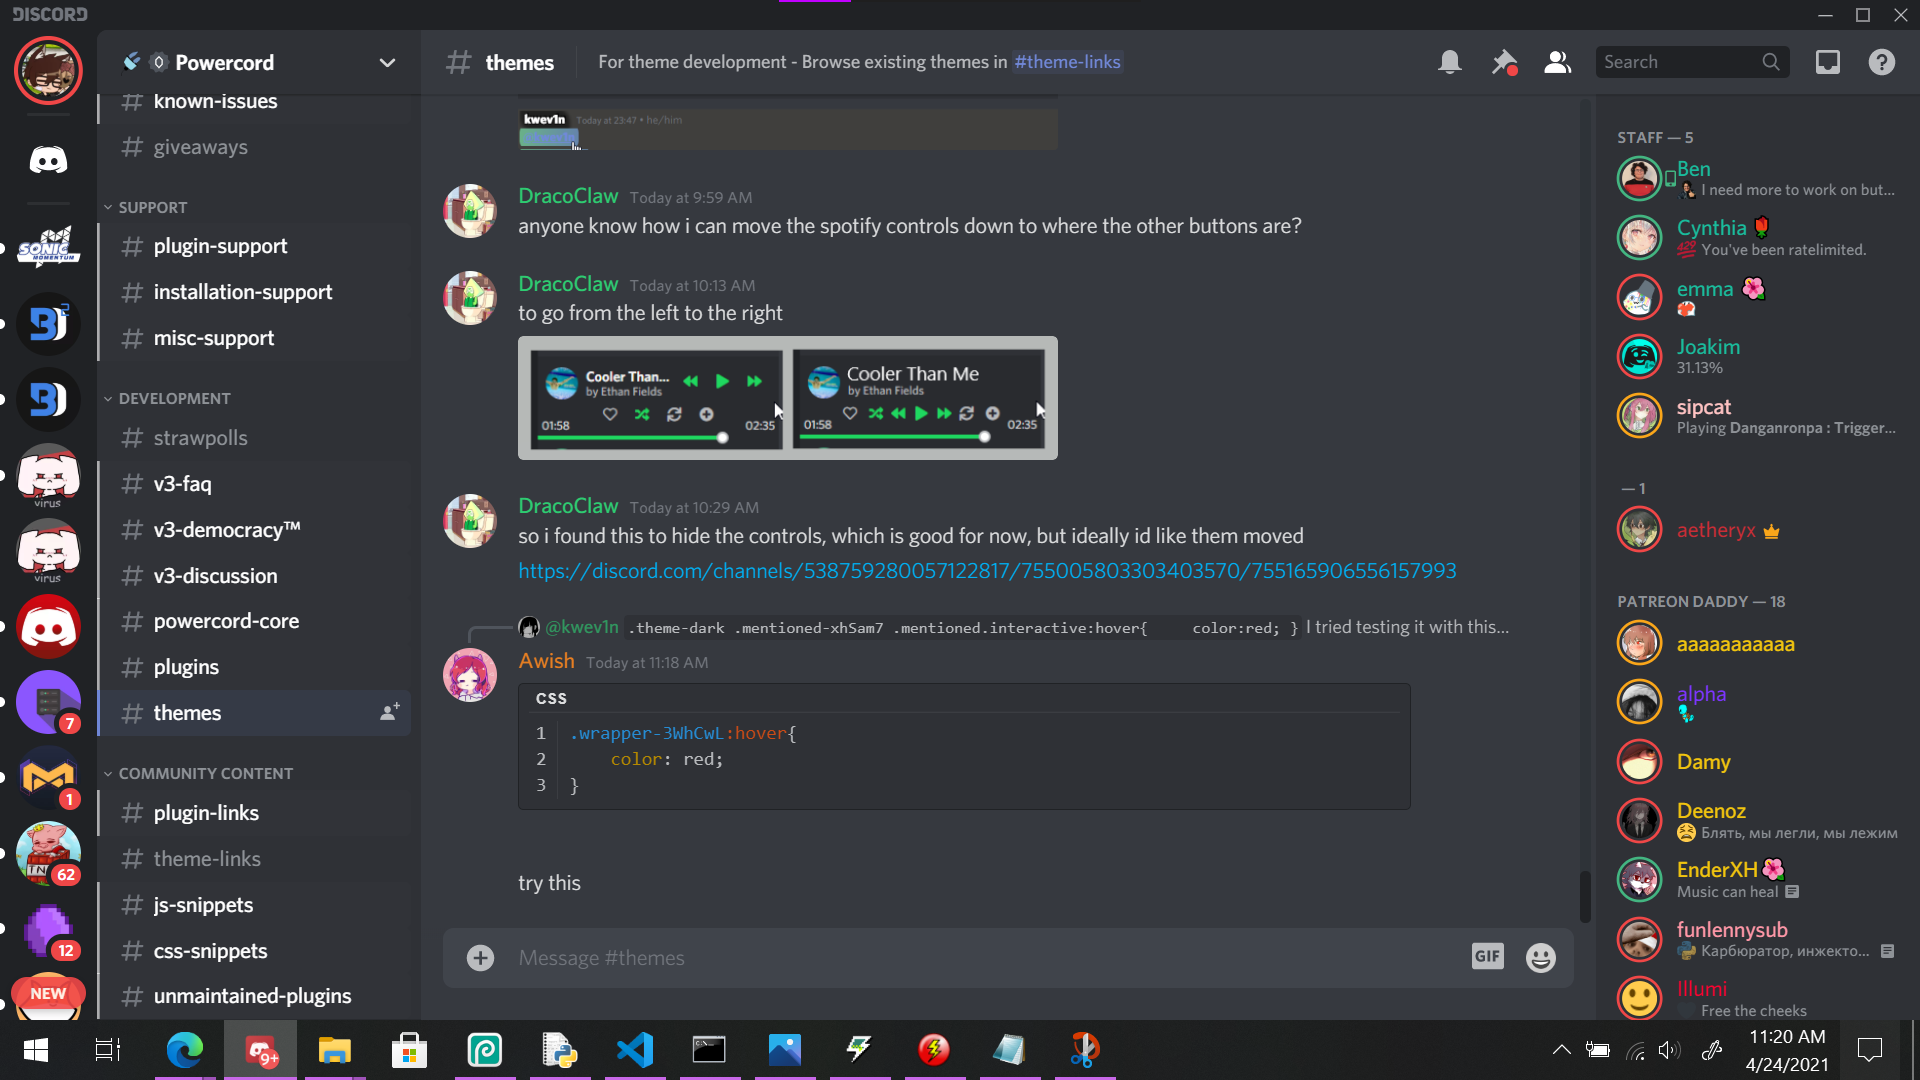 DISCORD
Powercord
known-issues
giveaways
SUPPORT
plugin-support
installation-support
misc-support
DEVELOPMENT
strawpolls
v3-faq
v3-democracy™
v3-discussion
powercord-core
plugins
themes
COMMUNITY CONTENT
plugin-links
theme-links
js-snippets
css-snippets
unmaintained-plugins
SONIC
MOMENTUM
2
virus
virus
7
1
62
12
NEW
themes
For theme development - Browse existing themes in #theme-links
Search
kwev1n Today at 23:47 • he/him
DracoClaw Today at 9:59 AM
anyone know how i can move the spotify controls down to where the other buttons are?
DracoClaw Today at 10:13 AM
to go from the left to the right
Cooler Than...
by Ethan Fields
01:58
02:35
Cooler Than Me
by Ethan Fields
01:58
02:35
DracoClaw Today at 10:29 AM
so i found this to hide the controls, which is good for now, but ideally id like them moved
https://discord.com/channels/538759280057122817/755005803303403570/755165906556157993
@kwev1n .theme-dark .mentioned-xhSam7 .mentioned.interactive:hover{ color:red; } I tried testing it with this...
Awish Today at 11:18 AM
CSS
1 .wrapper-3WhCwL:hover{
2 color: red;
3 }
try this
Message #themes
GIF
STAFF — 5
Ben
I need more to work on but...
Cynthia
429 You've been ratelimited.
emma
Joakim
31.13%
sipcat
Playing Danganronpa : Trigger...
— 1
aetheryx
PATREON DADDY — 18
aaaaaaaaaaa
alpha
Damy
Deenoz
Блять, мы легли, мы лежим
EnderXH
Music can heal
funlennysub
Карбюратор, инжекто...
Illumi
Free the cheeks
9+
11:20 AM
4/24/2021